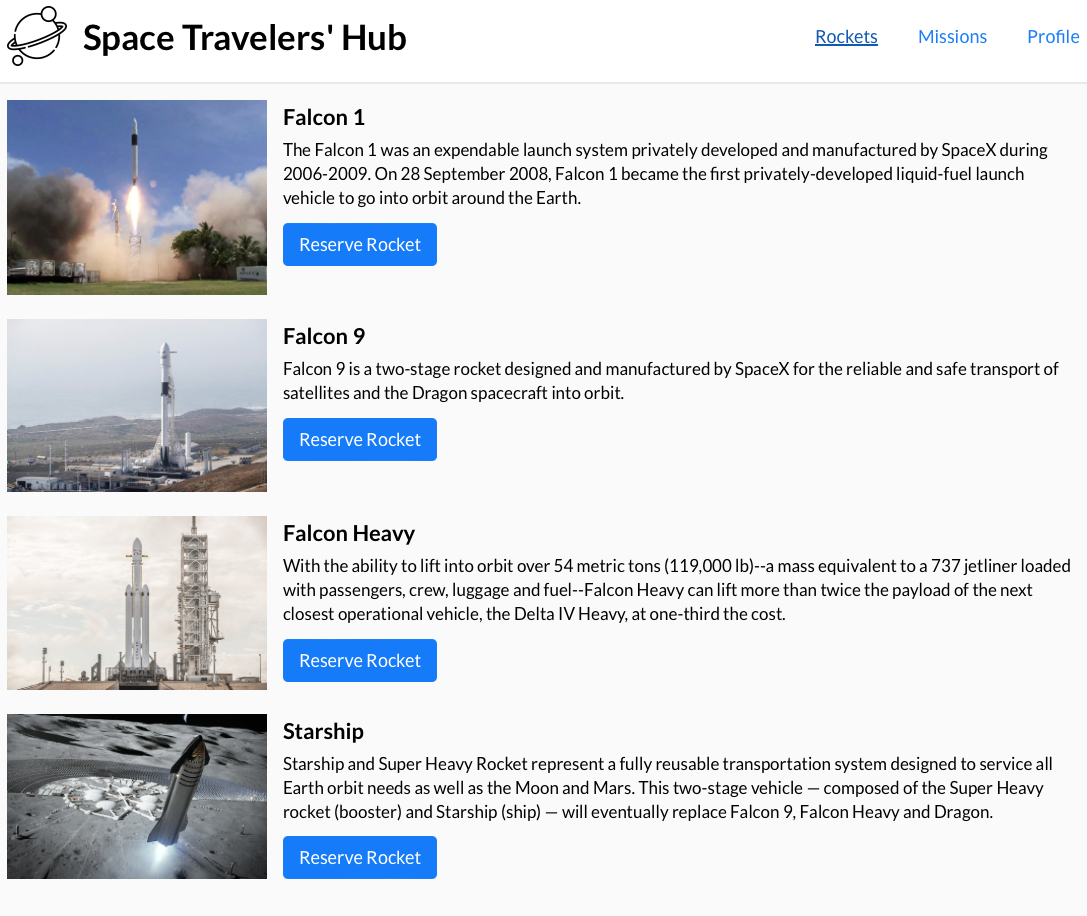 Space Travelers' Hub
Rockets
Missions
Profile
Falcon 1
The Falcon 1 was an expendable launch system privately developed and manufactured by SpaceX during
2006-2009. On 28 September 2008, Falcon 1 became the first privately-developed liquid-fuel launch
vehicle to go into orbit around the Earth.
Reserve Rocket
Falcon 9
Falcon 9 is a two-stage rocket designed and manufactured by SpaceX for the reliable and safe transport of
satellites and the Dragon spacecraft into orbit.
Reserve Rocket
Falcon Heavy
With the ability to lift into orbit over 54 metric tons (119,000 lb)--a mass equivalent to a 737 jetliner loaded
with passengers, crew, luggage and fuel--Falcon Heavy can lift more than twice the payload of the next
closest operational vehicle, the Delta IV Heavy, at one-third the cost.
Reserve Rocket
Starship
Starship and Super Heavy Rocket represent a fully reusable transportation system designed to service all
Earth orbit needs as well as the Moon and Mars. This two-stage vehicle — composed of the Super Heavy
rocket (booster) and Starship (ship) — will eventually replace Falcon 9, Falcon Heavy and Dragon.
Reserve Rocket